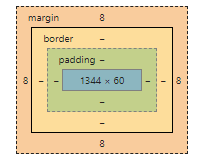 margin 8
border –
padding –
8 – – 1344 × 60 – – 8
–
–
8